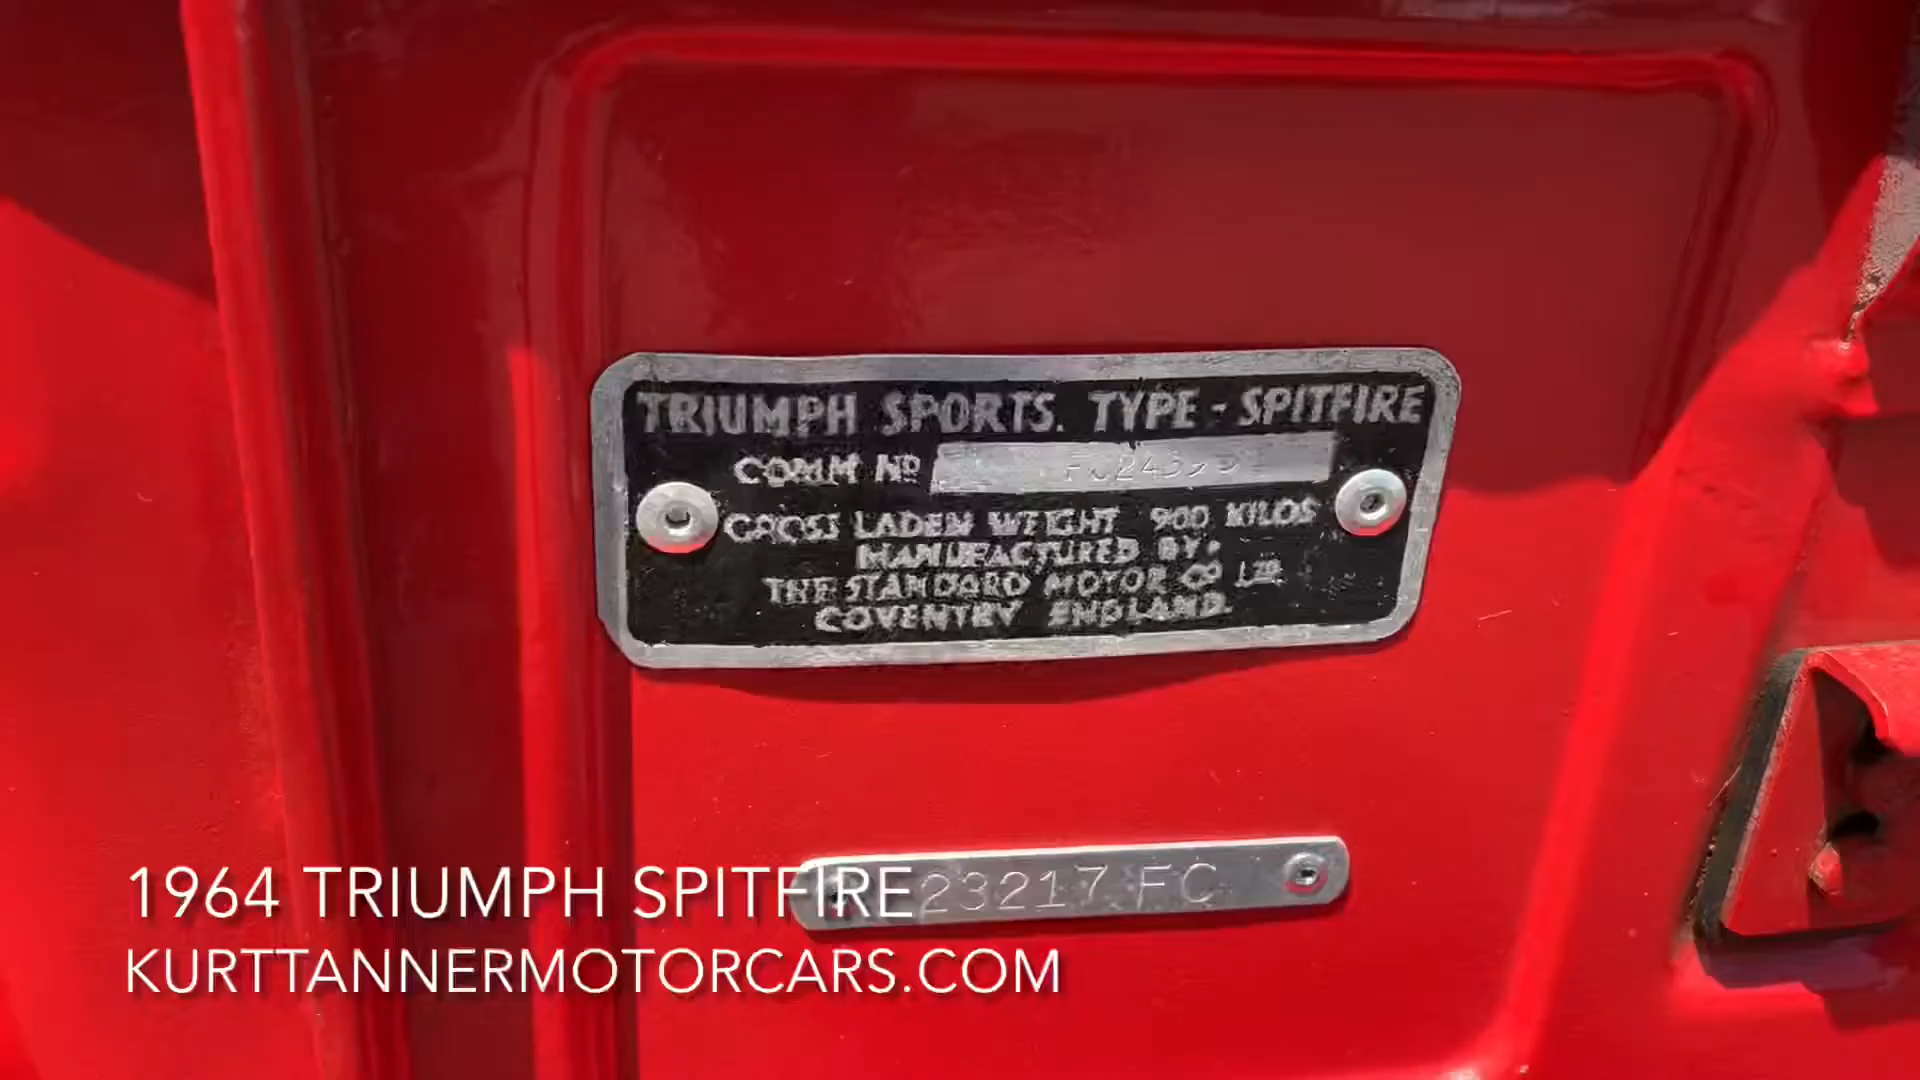 TRIUMPH SPORTS. TYPE - SPITFIRE
COMM Nº
GROSS LADEN WEIGHT 900 KILOS
MANUFACTURED BY.
THE STANDARD MOTOR Cº LTD.
COVENTRY ENGLAND.
23217 FC
1964 TRIUMPH SPITFIRE
KURTTANNERMOTORCARS.COM